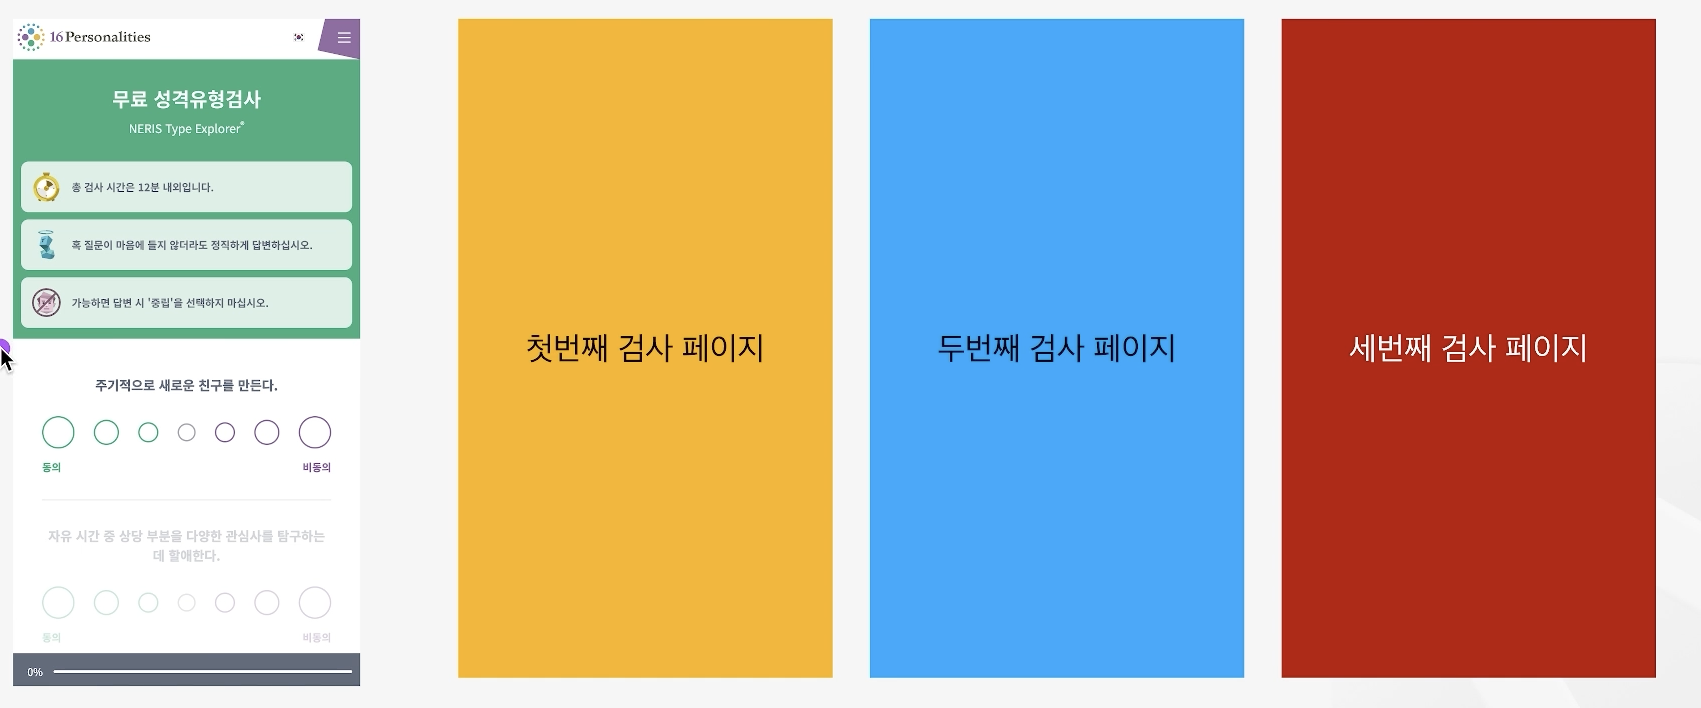 16Personalities
무료 성격유형검사
NERIS Type Explorer®
총 검사 시간은 12분 내외입니다.
혹 질문이 마음에 들지 않더라도 정직하게 답변하십시오.
가능하면 답변 시 '중립'을 선택하지 마십시오.
주기적으로 새로운 친구를 만든다.
동의 비동의
자유 시간 중 상당 부분을 다양한 관심사를 탐구하는
데 할애한다.
동의 비동의
0%
첫번째 검사 페이지
두번째 검사 페이지
세번째 검사 페이지